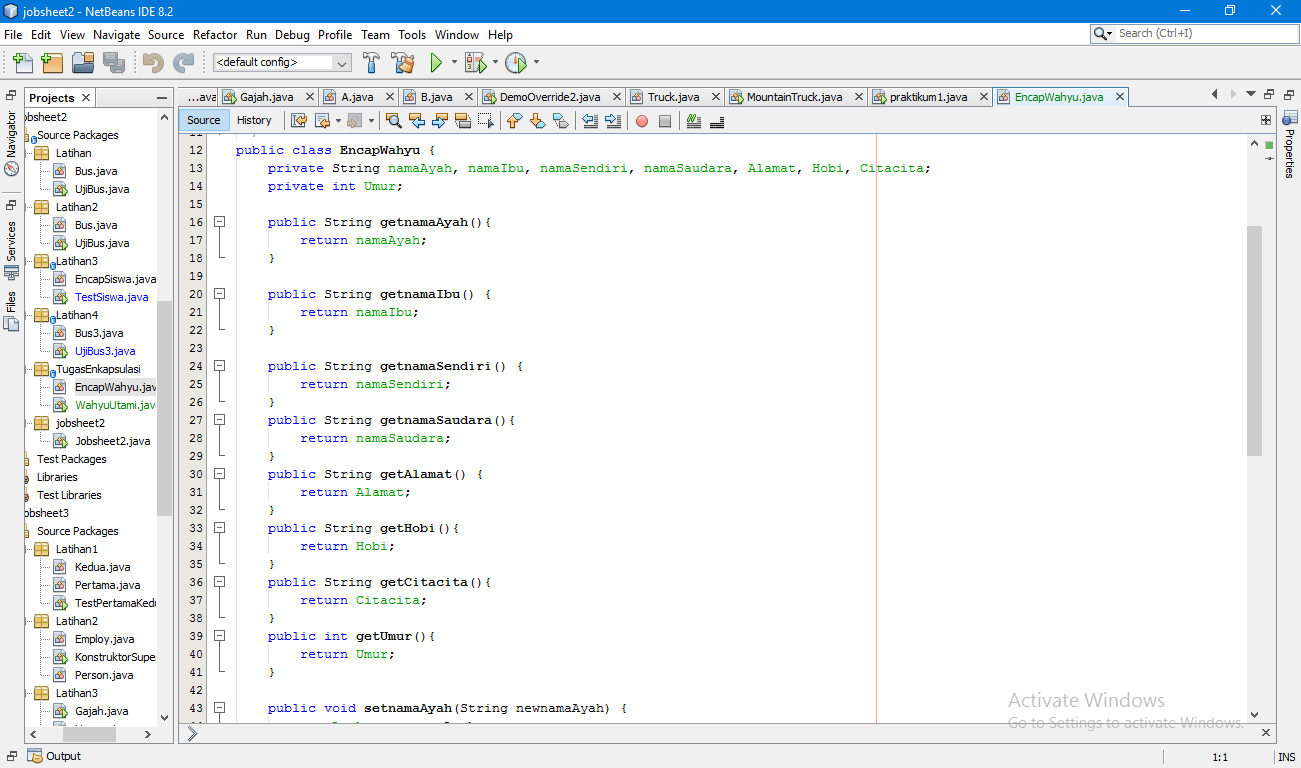 jobsheet2 - NetBeans IDE 8.2
File Edit View Navigate Source Refactor Run Debug Profile Team Tools Window Help
Search (Ctrl+I)
<default config>
Projects
...ava Gajah.java A.java B.java DemoOverride2.java Truck.java MountainTruck.java praktikum1.java EncapWahyu.java
Source History
Navigator
Services
Files
Properties
obsheet2
Source Packages
Latihan
Bus.java
UjiBus.java
Latihan2
Bus.java
UjiBus.java
Latihan3
EncapSiswa.java
TestSiswa.java
Latihan4
Bus3.java
UjiBus3.java
TugasEnkapsulasi
EncapWahyu.jav
WahyuUtami.jav
jobsheet2
Jobsheet2.java
Test Packages
Libraries
Test Libraries
obsheet3
Source Packages
Latihan1
Kedua.java
Pertama.java
TestPertamaKedu
Latihan2
Employ.java
KonstruktorSupe
Person.java
Latihan3
Gajah.java
12 public class EncapWahyu {
13 private String namaAyah, namaIbu, namaSendiri, namaSaudara, Alamat, Hobi, Citacita;
14 private int Umur;
15
16 public String getnamaAyah(){
17 return namaAyah;
18 }
19
20 public String getnamaIbu() {
21 return namaIbu;
22 }
23
24 public String getnamaSendiri() {
25 return namaSendiri;
26 }
27 public String getnamaSaudara(){
28 return namaSaudara;
29 }
30 public String getAlamat() {
31 return Alamat;
32 }
33 public String getHobi(){
34 return Hobi;
35 }
36 public String getCitacita(){
37 return Citacita;
38 }
39 public int getUmur(){
40 return Umur;
41 }
42
43 public void setnamaAyah(String newnamaAyah) {
Activate Windows
Go to Settings to activate Windows.
Output
1:1 INS